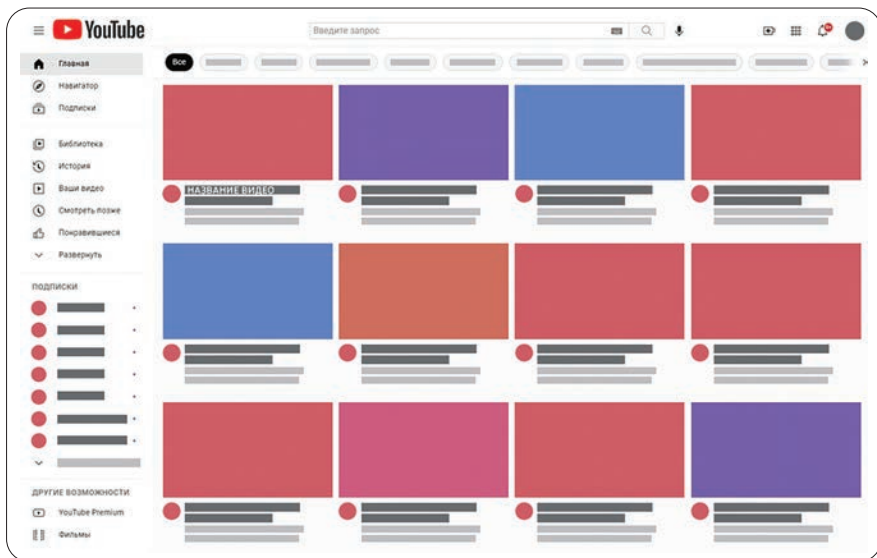 YouTube
Введите запрос
Все
Главная
Навигатор
Подписки
Библиотека
История
Ваши видео
Смотреть позже
Понравившиеся
Развернуть
ПОДПИСКИ
ДРУГИЕ ВОЗМОЖНОСТИ
YouTube Premium
Фильмы
НАЗВАНИЕ ВИДЕО